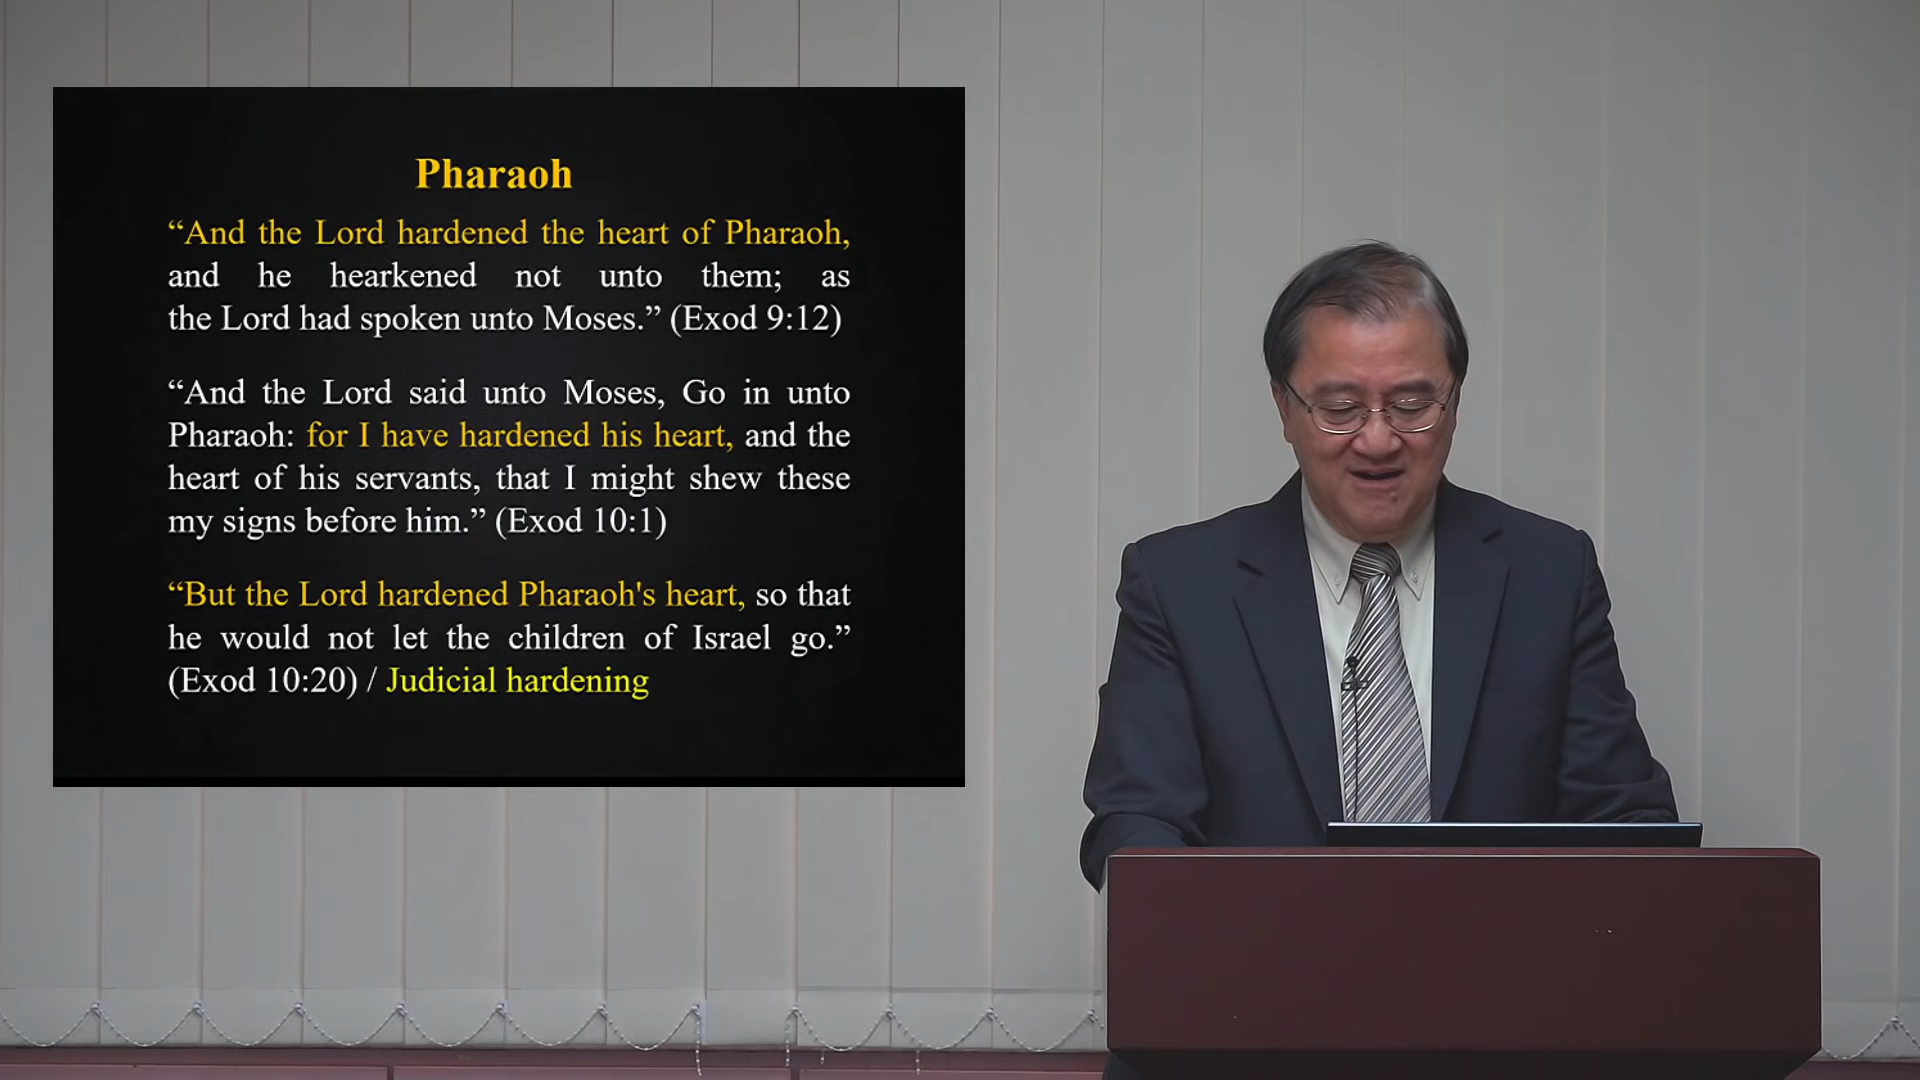 Pharaoh
“And the Lord hardened the heart of Pharaoh,
and he hearkened not unto them; as
the Lord had spoken unto Moses.” (Exod 9:12)
“And the Lord said unto Moses, Go in unto
Pharaoh: for I have hardened his heart, and the
heart of his servants, that I might shew these
my signs before him.” (Exod 10:1)
“But the Lord hardened Pharaoh's heart, so that
he would not let the children of Israel go.”
(Exod 10:20) / Judicial hardening